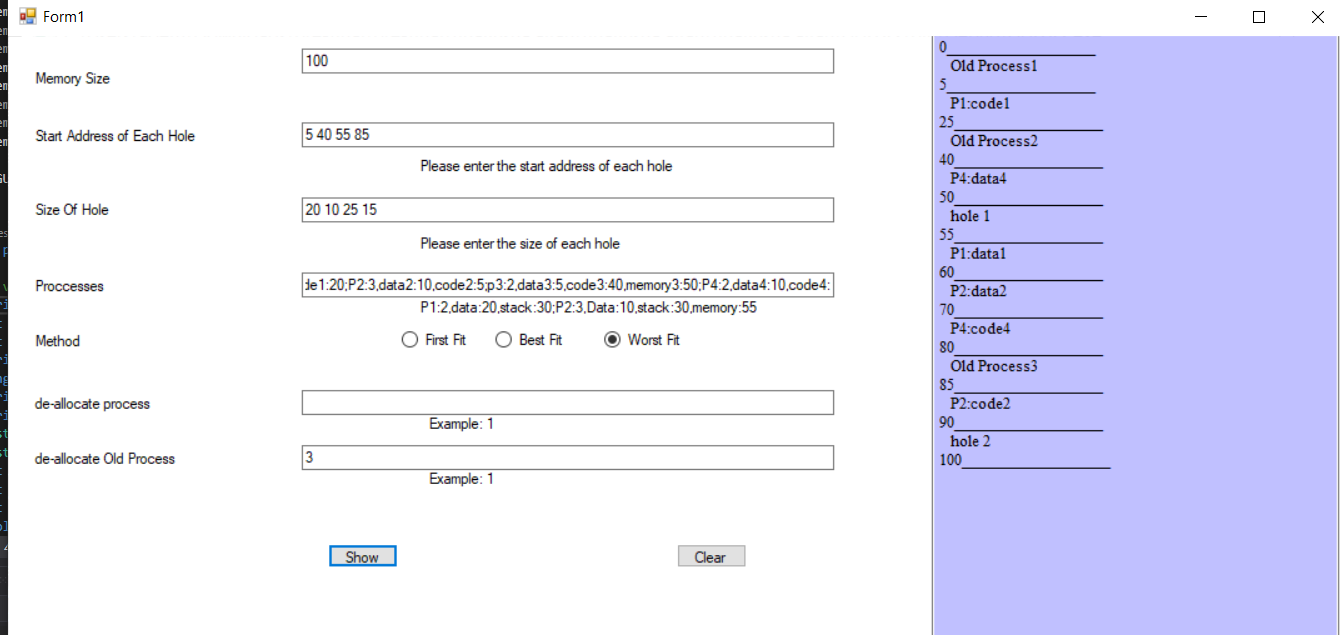 Form1
Memory Size
100
Start Address of Each Hole
5 40 55 85
Please enter the start address of each hole
Size Of Hole
20 10 25 15
Please enter the size of each hole
Proccesses
de1:20;P2:3,data2:10,code2:5;p3:2,data3:5,code3:40,memory3:50;P4:2,data4:10,code4:
P1:2,data:20,stack:30;P2:3,Data:10,stack:30,memory:55
Method
First Fit
Best Fit
Worst Fit
de-allocate process
Example: 1
de-allocate Old Process
3
Example: 1
Show
Clear
0
Old Process1
5
P1:code1
25
Old Process2
40
P4:data4
50
hole 1
55
P1:data1
60
P2:data2
70
P4:code4
80
Old Process3
85
P2:code2
90
hole 2
100